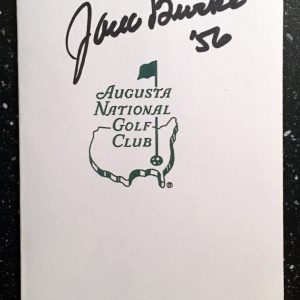 Jack Burke
'56
AUGUSTA
NATIONAL
GOLF
CLUB
®